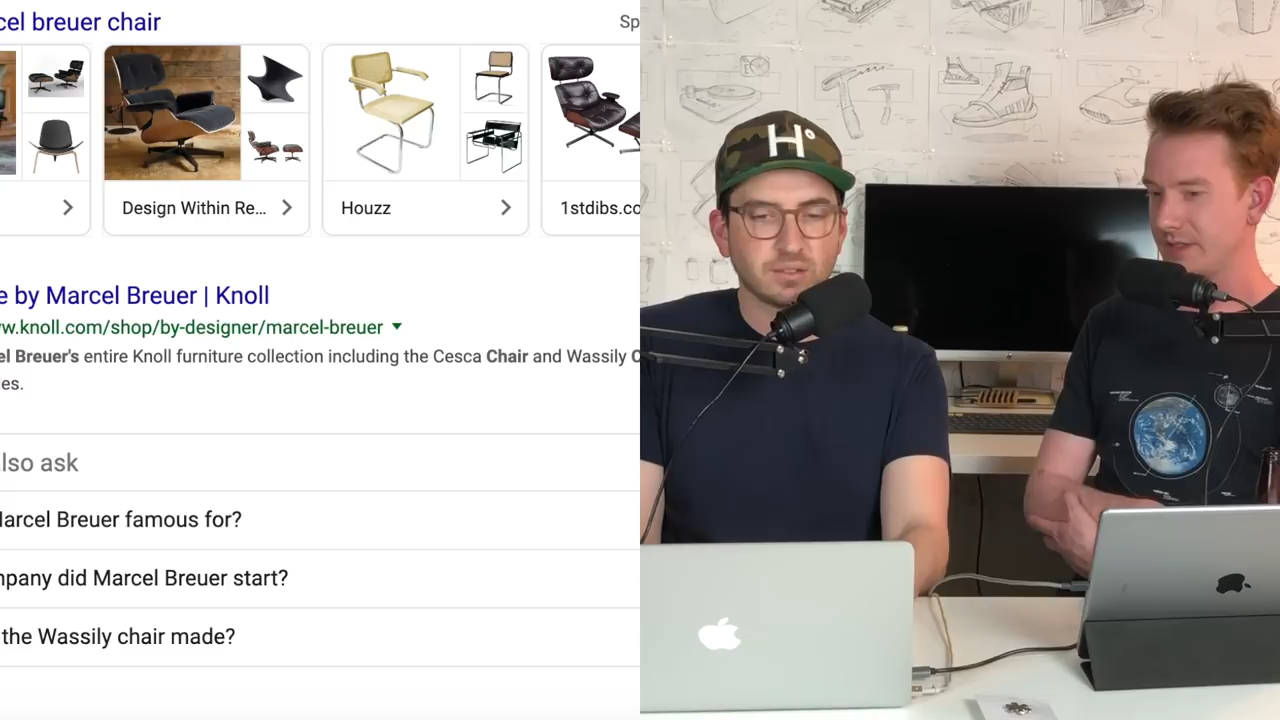 cel breuer chair
Sp
Design Within Re...
Houzz
1stdibs.co
e by Marcel Breuer | Knoll
w.knoll.com/shop/by-designer/marcel-breuer
el Breuer's entire Knoll furniture collection including the Cesca Chair and Wassily C
es.
lso ask
Marcel Breuer famous for?
mpany did Marcel Breuer start?
the Wassily chair made?
H°